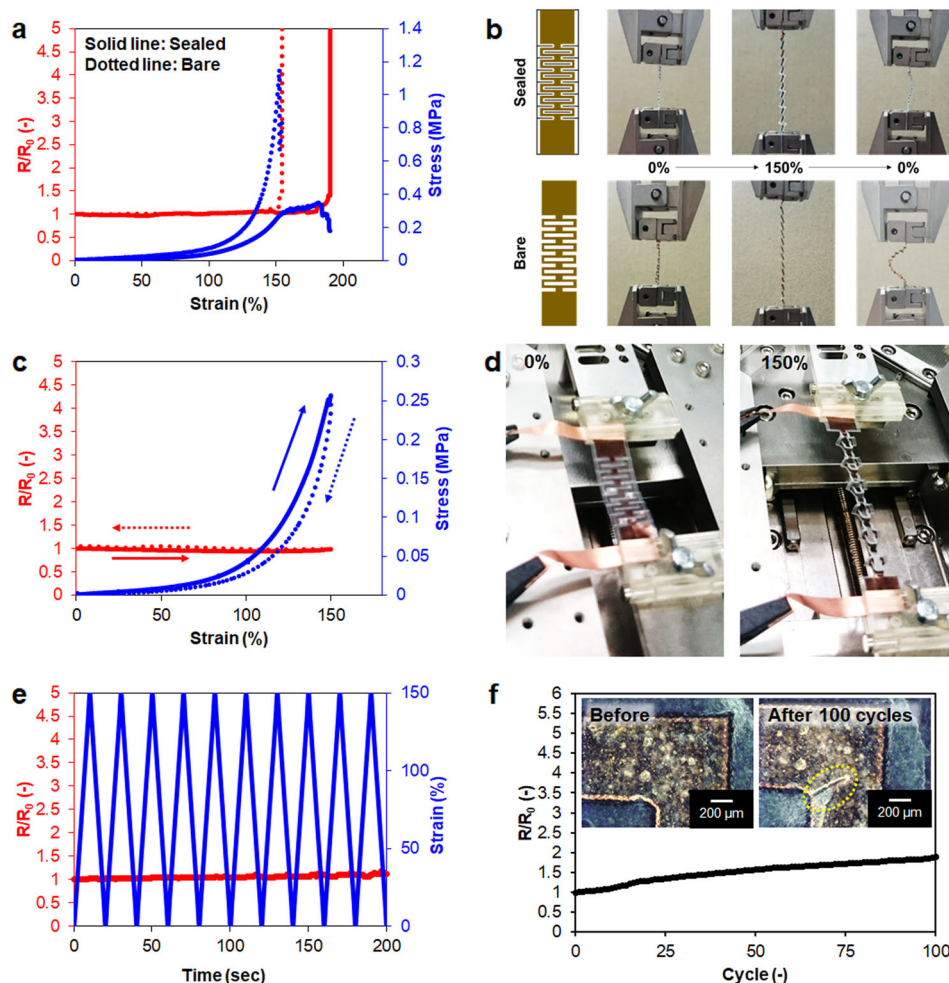 a
Solid line: Sealed
Dotted line: Bare
5
4.5
4
3.5
3
2.5
2
1.5
1
0.5
0
R/R₀ (-)
1.4
1.2
1
0.8
0.6
0.4
0.2
0
Stress (MPa)
0 50 100 150 200
Strain (%)
b
Sealed
0% 150% 0%
Bare
c
5
4.5
4
3.5
3
2.5
2
1.5
1
0.5
0
R/R₀ (-)
0.3
0.25
0.2
0.15
0.1
0.05
0
Stress (MPa)
0 50 100 150
Strain (%)
d
0%
150%
e
5
4.5
4
3.5
3
2.5
2
1.5
1
0.5
0
R/R₀ (-)
150
100
50
0
Strain (%)
0 50 100 150 200
Time (sec)
f
6
5.5
5
4.5
4
3.5
3
2.5
2
1.5
1
0.5
0
R/R₀ (-)
Before
200 µm
After 100 cycles
200 µm
0 25 50 75 100
Cycle (-)